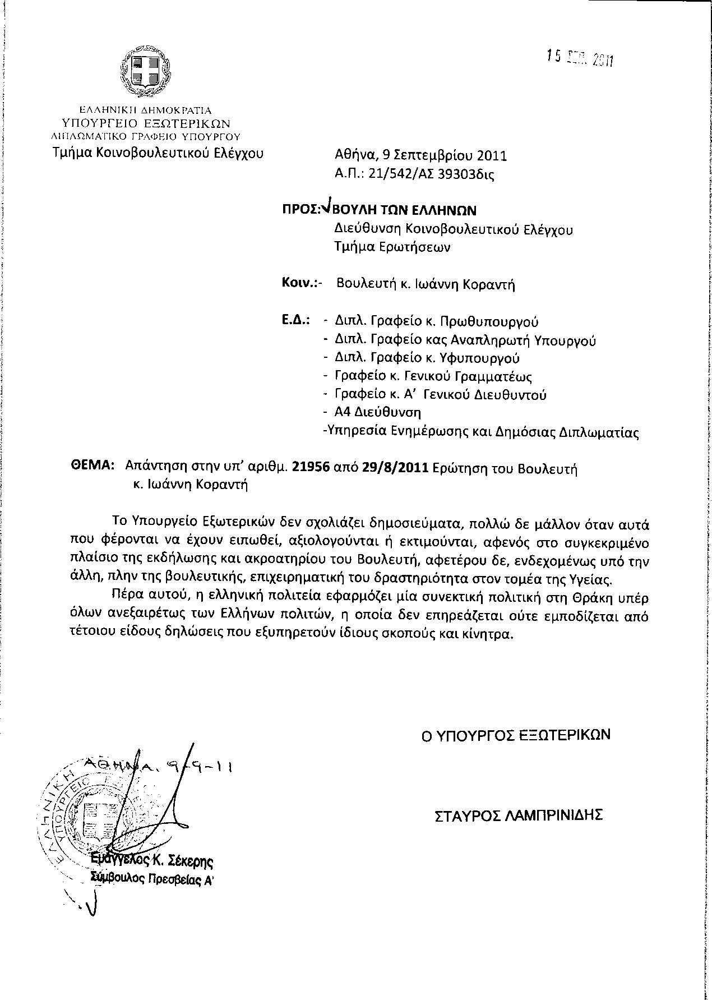 15 ΣΕΠ. 2011
ΕΛΛΗΝΙΚΗ ΔΗΜΟΚΡΑΤΙΑ
ΥΠΟΥΡΓΕΙΟ ΕΞΩΤΕΡΙΚΩΝ
ΔΙΠΛΩΜΑΤΙΚΟ ΓΡΑΦΕΙΟ ΥΠΟΥΡΓΟΥ
Τμήμα Κοινοβουλευτικού Ελέγχου
Αθήνα, 9 Σεπτεμβρίου 2011
Α.Π.: 21/542/ΑΣ 39303δις
ΠΡΟΣ:√ΒΟΥΛΗ ΤΩΝ ΕΛΛΗΝΩΝ
Διεύθυνση Κοινοβουλευτικού Ελέγχου
Τμήμα Ερωτήσεων
Κοιν.:- Βουλευτή κ. Ιωάννη Κοραντή
Ε.Δ.: - Διπλ. Γραφείο κ. Πρωθυπουργού
- Διπλ. Γραφείο κας Αναπληρωτή Υπουργού
- Διπλ. Γραφείο κ. Υφυπουργού
- Γραφείο κ. Γενικού Γραμματέως
- Γραφείο κ. Α' Γενικού Διευθυντού
- Α4 Διεύθυνση
-Υπηρεσία Ενημέρωσης και Δημόσιας Διπλωματίας
ΘΕΜΑ: Απάντηση στην υπ' αριθμ. 21956 από 29/8/2011 Ερώτηση του Βουλευτή
κ. Ιωάννη Κοραντή
Το Υπουργείο Εξωτερικών δεν σχολιάζει δημοσιεύματα, πολλώ δε μάλλον όταν αυτά
που φέρονται να έχουν ειπωθεί, αξιολογούνται ή εκτιμούνται, αφενός στο συγκεκριμένο
πλαίσιο της εκδήλωσης και ακροατηρίου του Βουλευτή, αφετέρου δε, ενδεχομένως υπό την
άλλη, πλην της βουλευτικής, επιχειρηματική του δραστηριότητα στον τομέα της Υγείας.
Πέρα αυτού, η ελληνική πολιτεία εφαρμόζει μία συνεκτική πολιτική στη Θράκη υπέρ
όλων ανεξαιρέτως των Ελλήνων πολιτών, η οποία δεν επηρεάζεται ούτε εμποδίζεται από
τέτοιου είδους δηλώσεις που εξυπηρετούν ίδιους σκοπούς και κίνητρα.
Ο ΥΠΟΥΡΓΟΣ ΕΞΩΤΕΡΙΚΩΝ
ΣΤΑΥΡΟΣ ΛΑΜΠΡΙΝΙΔΗΣ
ΑΘΗΝΑ. 9-9-11
ΕΛΛΗΝΙΚΗ
ΥΠΟΥΡΓΕΙΟ
Ευάγγελος Κ. Σέκερης
Σύμβουλος Πρεσβείας Α'